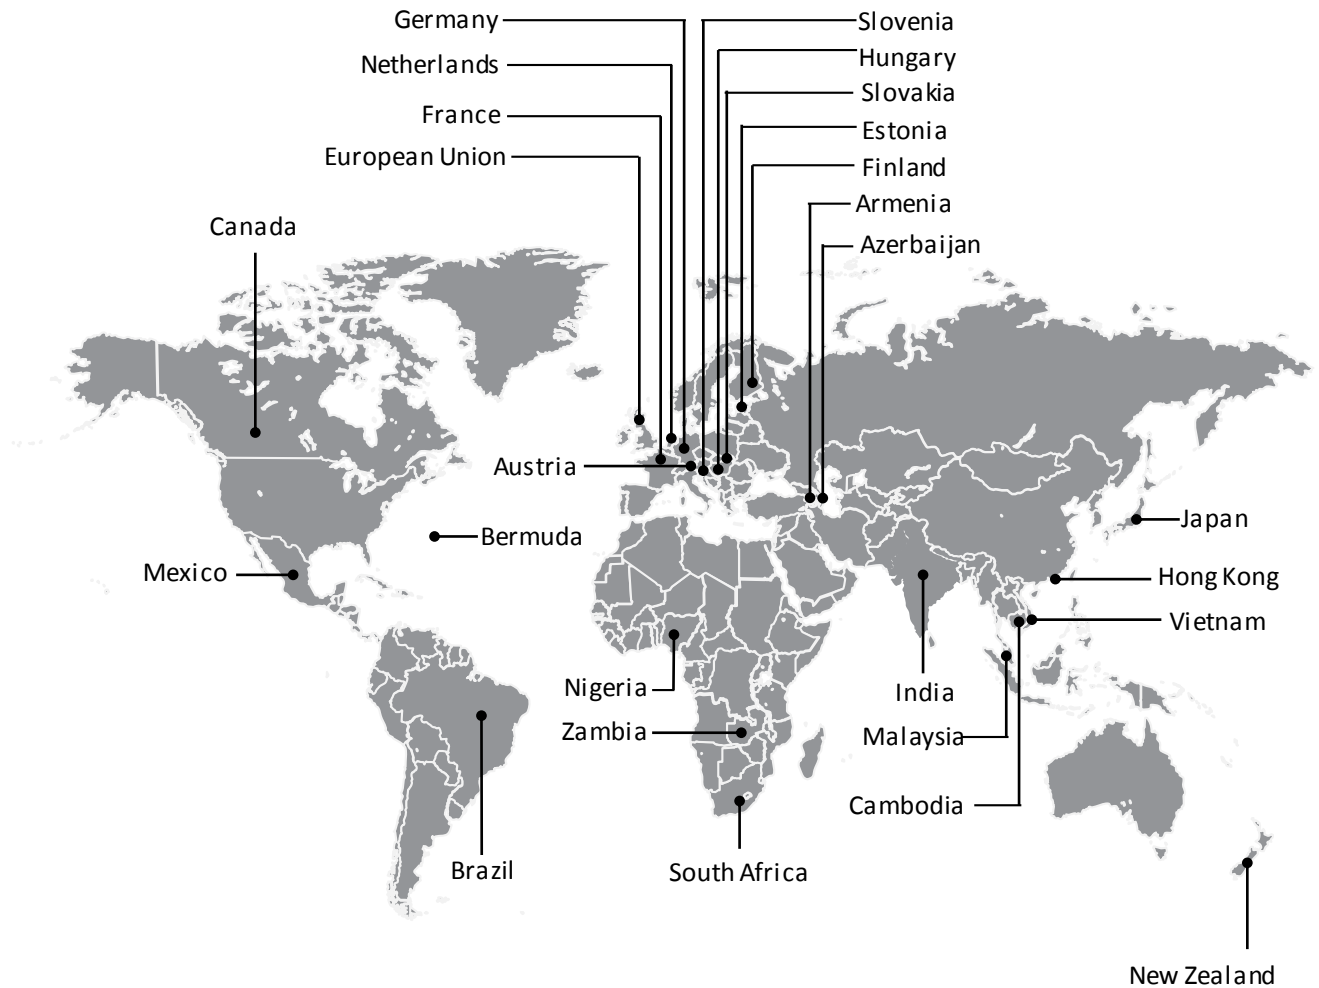 Germany
Slovenia
Netherlands
Hungary
Slovakia
France
Estonia
European Union
Finland
Armenia
Canada
Azerbaijan
Austria
Bermuda
Japan
Mexico
Hong Kong
Vietnam
Nigeria
India
Zambia
Malaysia
Cambodia
Brazil
South Africa
New Zealand